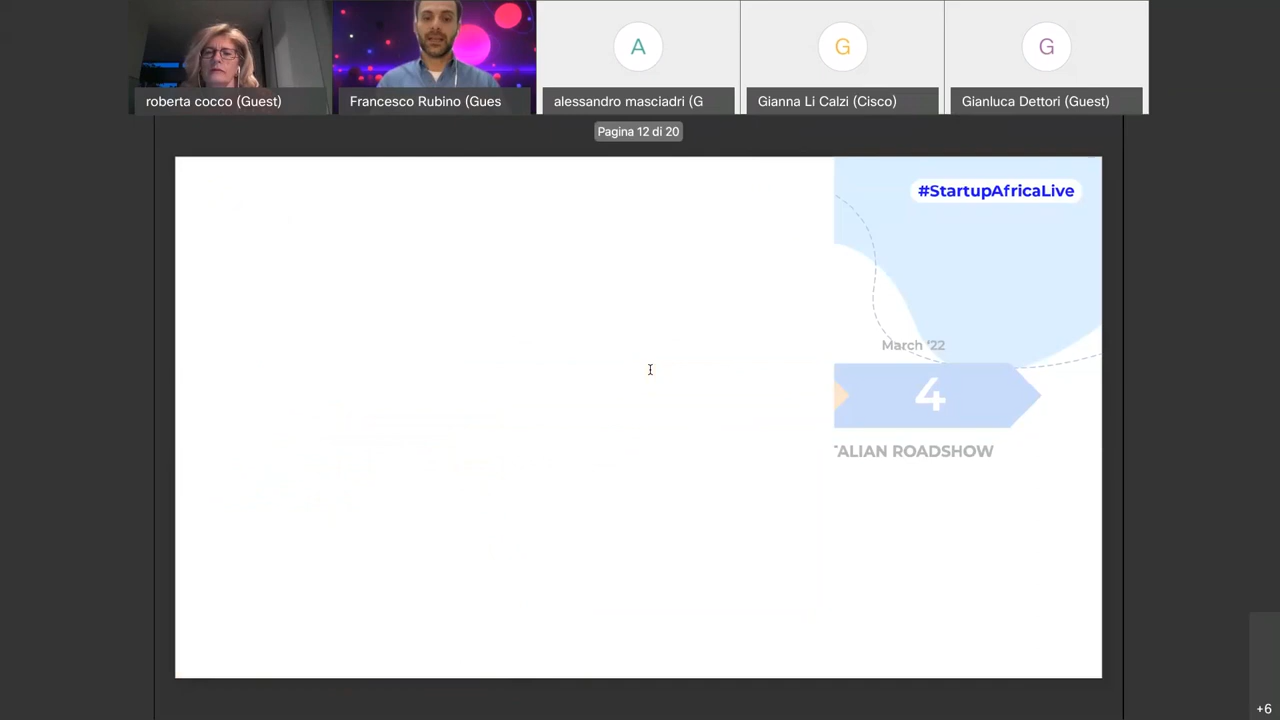 roberta cocco (Guest)
Francesco Rubino (Gues
alessandro masciadri (G
Gianna Li Calzi (Cisco)
Gianluca Dettori (Guest)
A
G
G
Pagina 12 di 20
#StartupAfricaLive
March '22
4
TALIAN ROADSHOW
+6